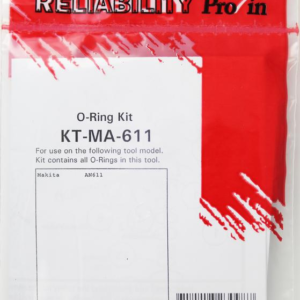 RELIABILITY Pro/in
O-Ring Kit
KT-MA-611
For use on the following tool model.
Kit contains all O-Rings in this tool.
Makita AN611